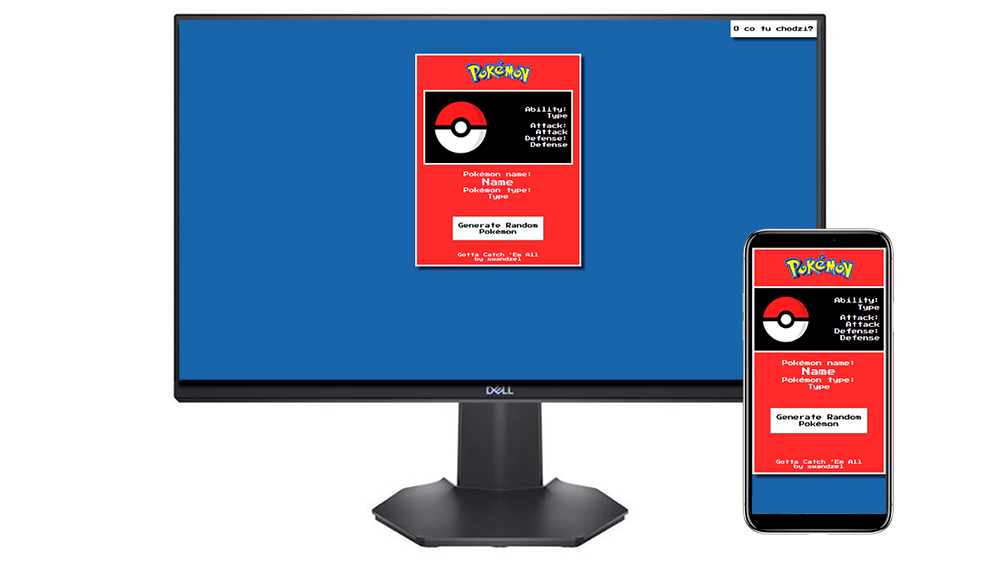 O co tu chodzi?
POKéMON
Ability:
Type
Attack:
Attack
Defense:
Defense
Pokémon name:
Name
Pokémon type:
Type
Generate Random
Pokémon
Gotta Catch 'Em All
by swandzel
DELL
POKéMON
Ability:
Type
Attack:
Attack
Defense:
Defense
Pokémon name:
Name
Pokémon type:
Type
Generate Random
Pokémon
Gotta Catch 'Em All
by swandzel